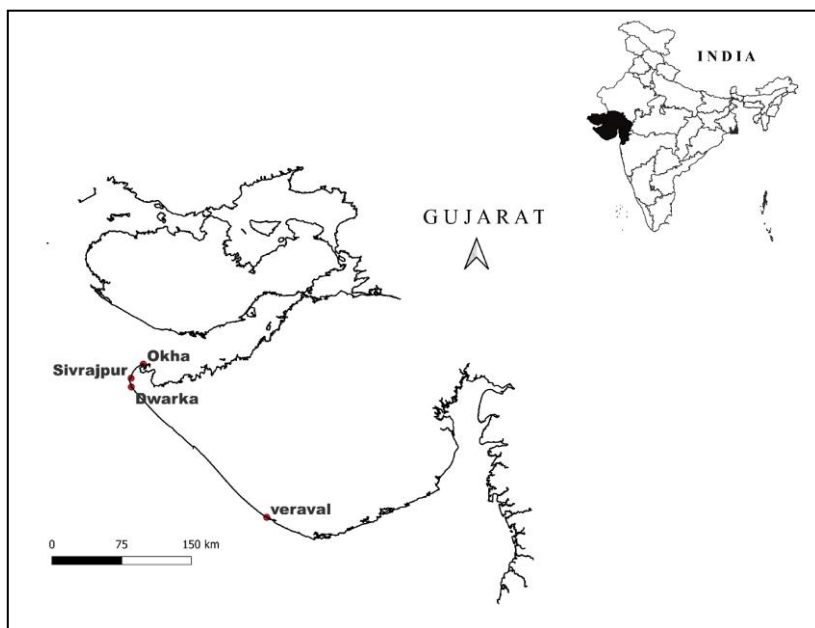 INDIA
GUJARAT
Okha
Sivrajpur
Dwarka
veraval
0 75 150 km